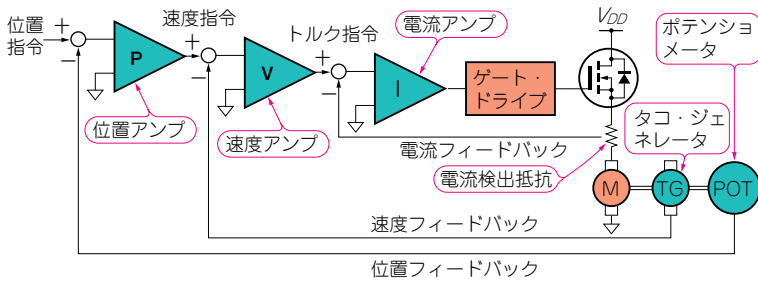 位置
指令
+
−
P
位置アンプ
速度指令
+
−
V
速度アンプ
トルク指令
+
−
I
電流アンプ
ゲート・
ドライブ
VDD
ポテンショ
メータ
タコ・ジェ
ネレータ
電流フィードバック
電流検出抵抗
M
TG
POT
速度フィードバック
位置フィードバック